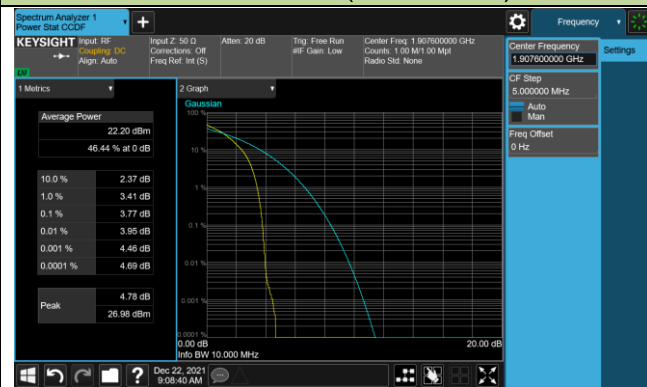 Spectrum Analyzer 1
Power Stat CCDF
Frequency
KEYSIGHT
Input: RF
Coupling: DC
Align: Auto
Input Z: 50 Ω
Corrections: Off
Freq Ref: Int (S)
Atten: 20 dB
Trig: Free Run
#IF Gain: Low
Center Freq: 1.907600000 GHz
Counts: 1.00 M/1.00 Mpt
Radio Std: None
LXI
Center Frequency
1.907600000 GHz
Settings
CF Step
5.000000 MHz
Auto
Man
Freq Offset
0 Hz
1 Metrics
Average Power
22.20 dBm
46.44 % at 0 dB
10.0 % 2.37 dB
1.0 % 3.41 dB
0.1 % 3.77 dB
0.01 % 3.95 dB
0.001 % 4.46 dB
0.0001 % 4.69 dB
Peak
4.78 dB
26.98 dBm
2 Graph
Gaussian
100 %
10 %
1 %
0.1 %
0.01 %
0.001 %
0.0001 %
0.00 dB 20.00 dB
Info BW 10.000 MHz
Dec 22, 2021
9:08:40 AM